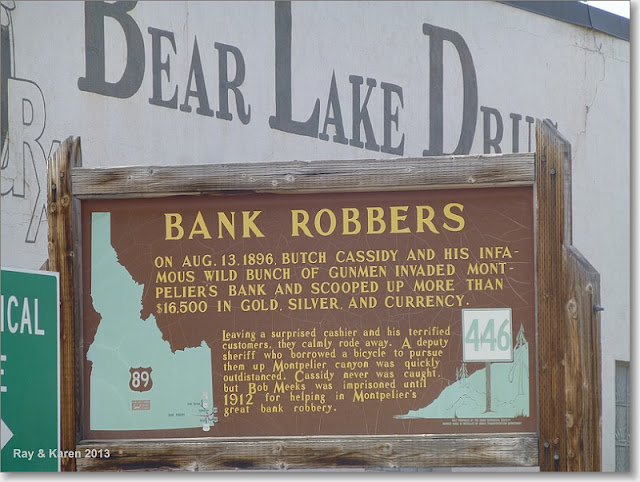 BEAR LAKE DRU
RX
BANK ROBBERS
ON AUG. 13, 1896, BUTCH CASSIDY AND HIS INFA-
MOUS WILD BUNCH OF GUNMEN INVADED MONT-
PELIER'S BANK AND SCOOPED UP MORE THAN
$16,500 IN GOLD, SILVER, AND CURRENCY.
Leaving a surprised cashier and his terrified
customers, they calmly rode away. A deputy
sheriff who borrowed a bicycle to pursue
them up Montpelier canyon was quickly
outdistanced. Cassidy never was caught,
but Bob Meeks was imprisoned until
1912 for helping in Montpelier's
great bank robbery.
446
89
ICAL
E
Ray & Karen 2013